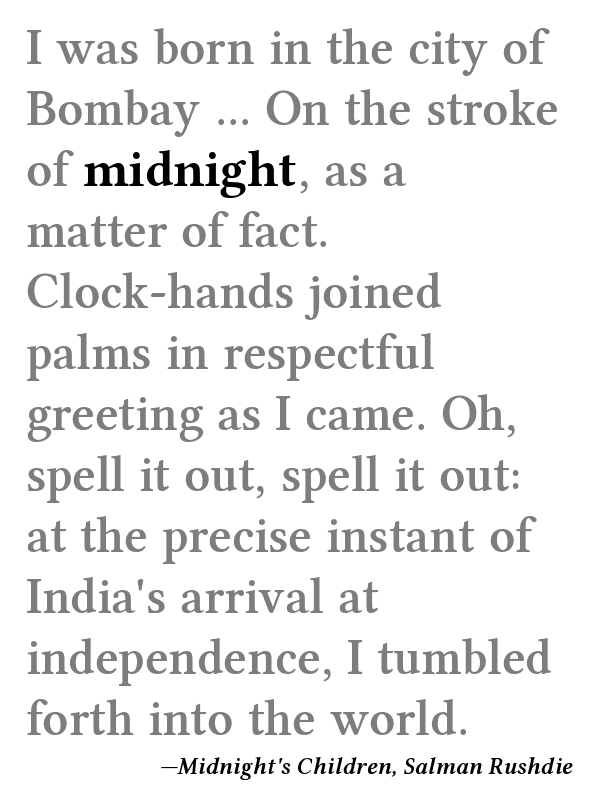 I was born in the city of
Bombay ... On the stroke
of midnight, as a
matter of fact.
Clock-hands joined
palms in respectful
greeting as I came. Oh,
spell it out, spell it out:
at the precise instant of
India's arrival at
independence, I tumbled
forth into the world.
—Midnight's Children, Salman Rushdie